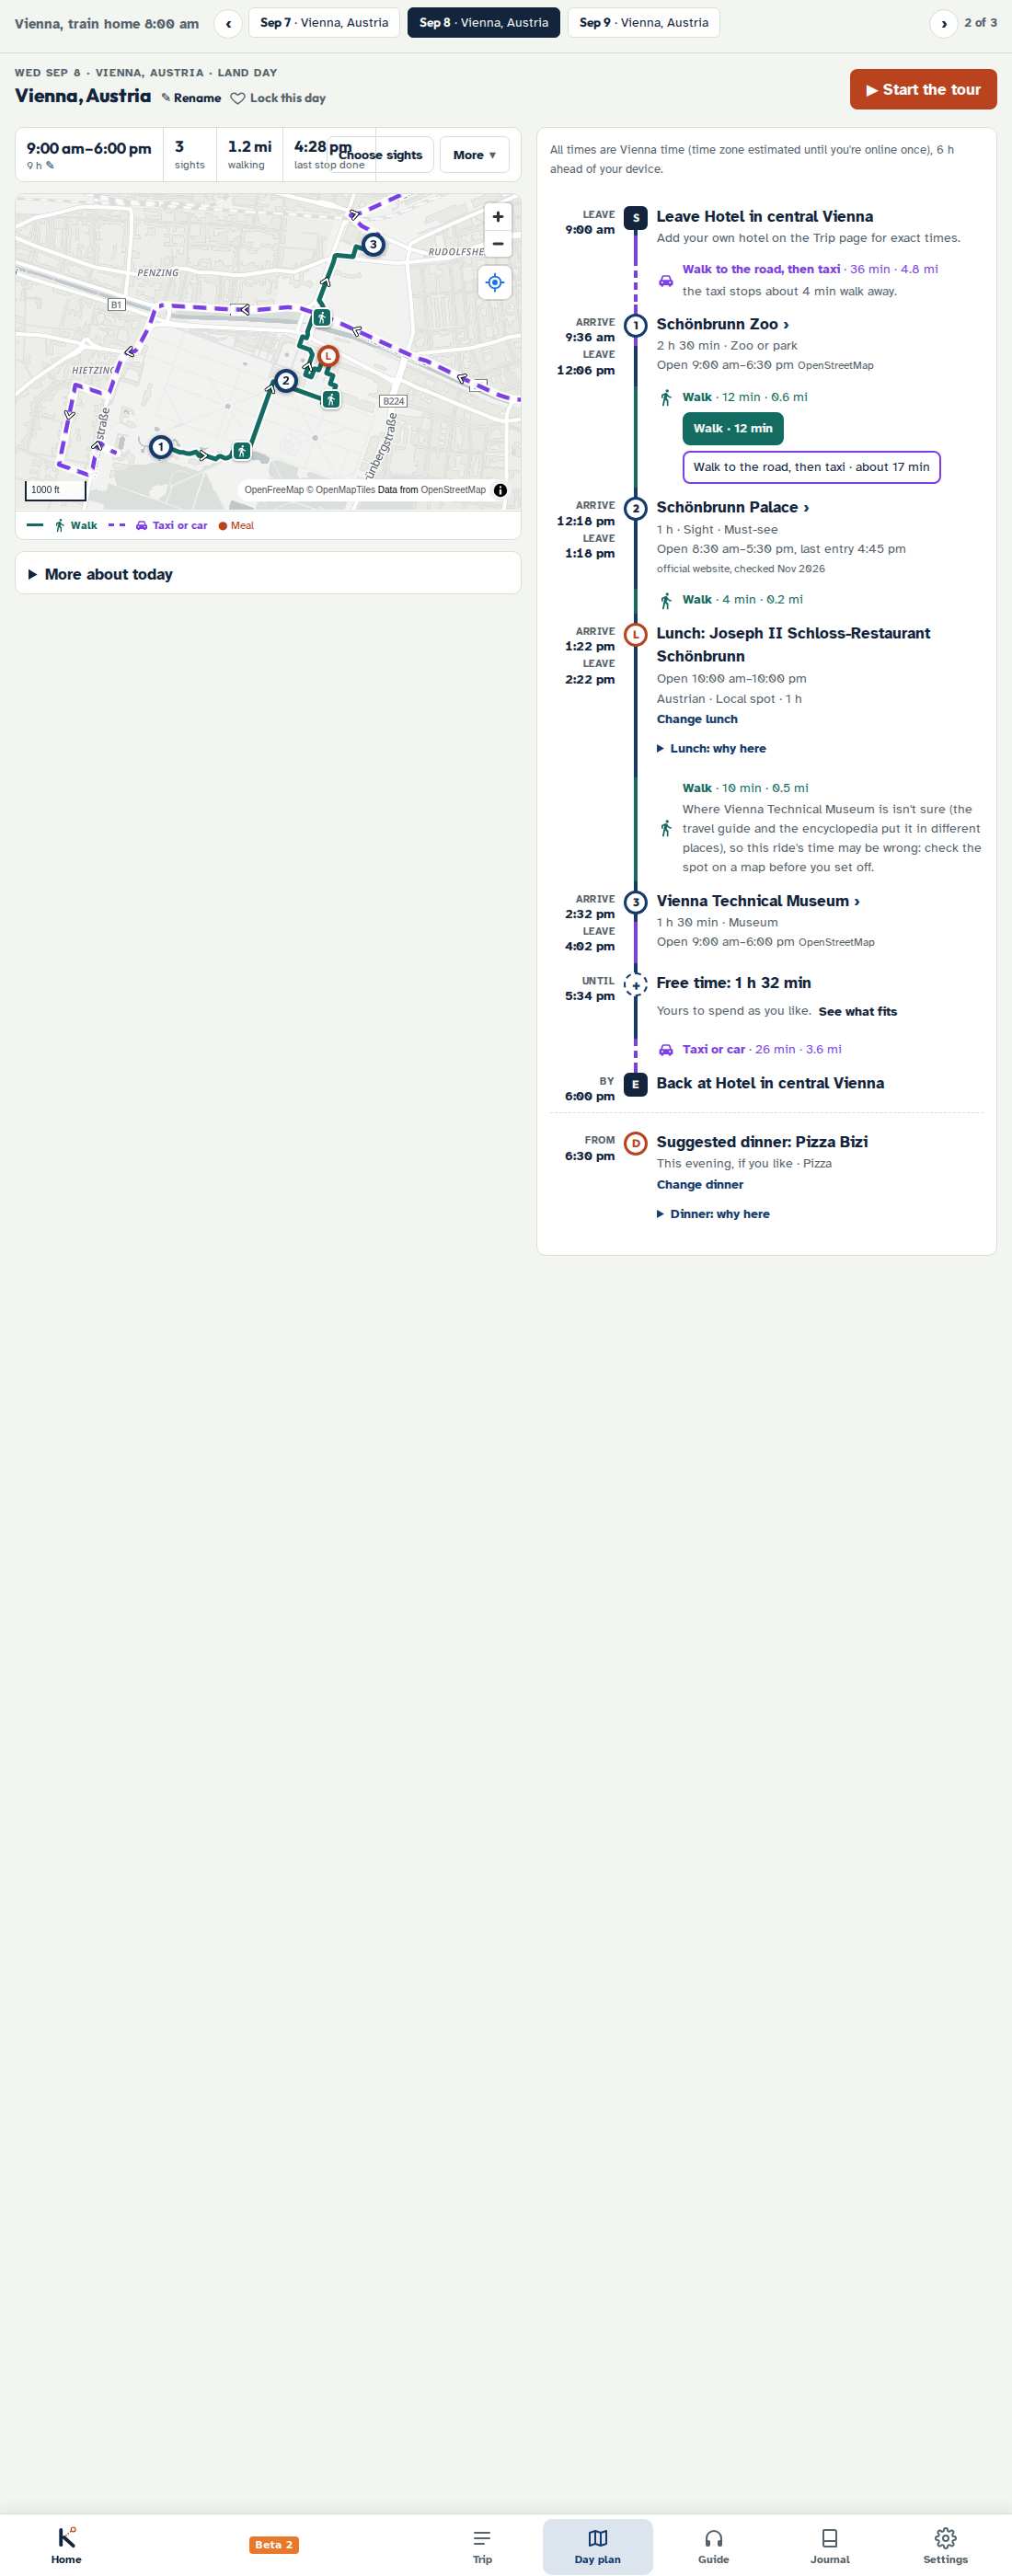 Vienna, train home 8:00 am
‹
Sep 7 · Vienna, Austria
Sep 8 · Vienna, Austria
Sep 9 · Vienna, Austria
›
2 of 3
WED SEP 8 · VIENNA, AUSTRIA · LAND DAY
Vienna, Austria
✎ Rename
Lock this day
▶ Start the tour
9:00 am–6:00 pm
9 h ✎
3
sights
1.2 mi
walking
4:28 pm
last stop done
Choose sights
More ▾
PENZING
RUDOLFSHE
B1
HIETZING
B224
straße
ünbergstraße
1
2
3
L
+
−
1000 ft
OpenFreeMap © OpenMapTiles Data from OpenStreetMap
Walk
Taxi or car
Meal
▶ More about today
All times are Vienna time (time zone estimated until you're online once), 6 h
ahead of your device.
LEAVE
9:00 am
S
Leave Hotel in central Vienna
Add your own hotel on the Trip page for exact times.
Walk to the road, then taxi · 36 min · 4.8 mi
the taxi stops about 4 min walk away.
ARRIVE
9:36 am
LEAVE
12:06 pm
1
Schönbrunn Zoo ›
2 h 30 min · Zoo or park
Open 9:00 am–6:30 pm OpenStreetMap
Walk · 12 min · 0.6 mi
Walk · 12 min
Walk to the road, then taxi · about 17 min
ARRIVE
12:18 pm
LEAVE
1:18 pm
2
Schönbrunn Palace ›
1 h · Sight · Must-see
Open 8:30 am–5:30 pm, last entry 4:45 pm
official website, checked Nov 2026
Walk · 4 min · 0.2 mi
ARRIVE
1:22 pm
LEAVE
2:22 pm
L
Lunch: Joseph II Schloss-Restaurant
Schönbrunn
Open 10:00 am–10:00 pm
Austrian · Local spot · 1 h
Change lunch
▶ Lunch: why here
Walk · 10 min · 0.5 mi
Where Vienna Technical Museum is isn't sure (the
travel guide and the encyclopedia put it in different
places), so this ride's time may be wrong: check the
spot on a map before you set off.
ARRIVE
2:32 pm
LEAVE
4:02 pm
3
Vienna Technical Museum ›
1 h 30 min · Museum
Open 9:00 am–6:00 pm OpenStreetMap
UNTIL
5:34 pm
+
Free time: 1 h 32 min
Yours to spend as you like. See what fits
Taxi or car · 26 min · 3.6 mi
BY
6:00 pm
E
Back at Hotel in central Vienna
FROM
6:30 pm
D
Suggested dinner: Pizza Bizi
This evening, if you like · Pizza
Change dinner
▶ Dinner: why here
Home
Beta 2
Trip
Day plan
Guide
Journal
Settings